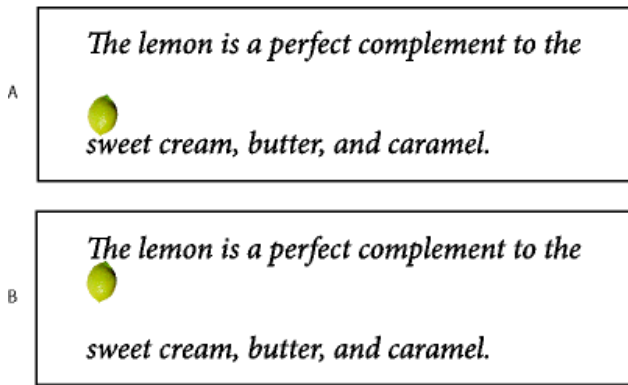 A
The lemon is a perfect complement to the
sweet cream, butter, and caramel.
B
The lemon is a perfect complement to the
sweet cream, butter, and caramel.